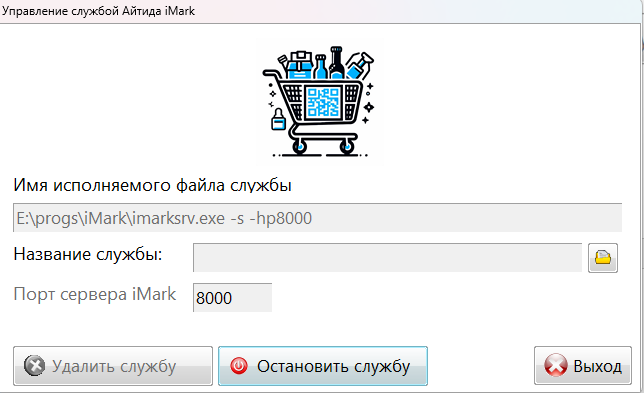 Управление службой Айтида iMark
Имя исполняемого файла службы
E:\progs\iMark\imarksrv.exe -s -hp8000
Название службы:
Порт сервера iMark
8000
Удалить службу
Остановить службу
Выход